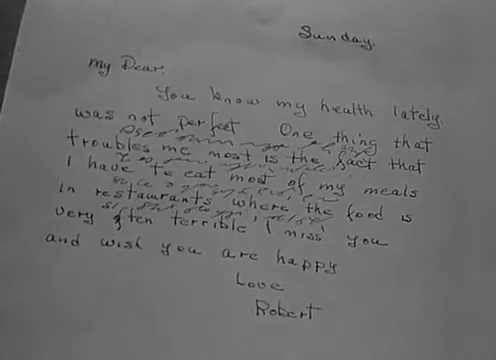 Sunday.
My Dear.
You know my health lately
was not perfect One thing that
troubles me most is the fact that
I have to eat most of my meals
in restaurants where the food is
very often terrible I miss you
and wish you are happy
Love
Robert